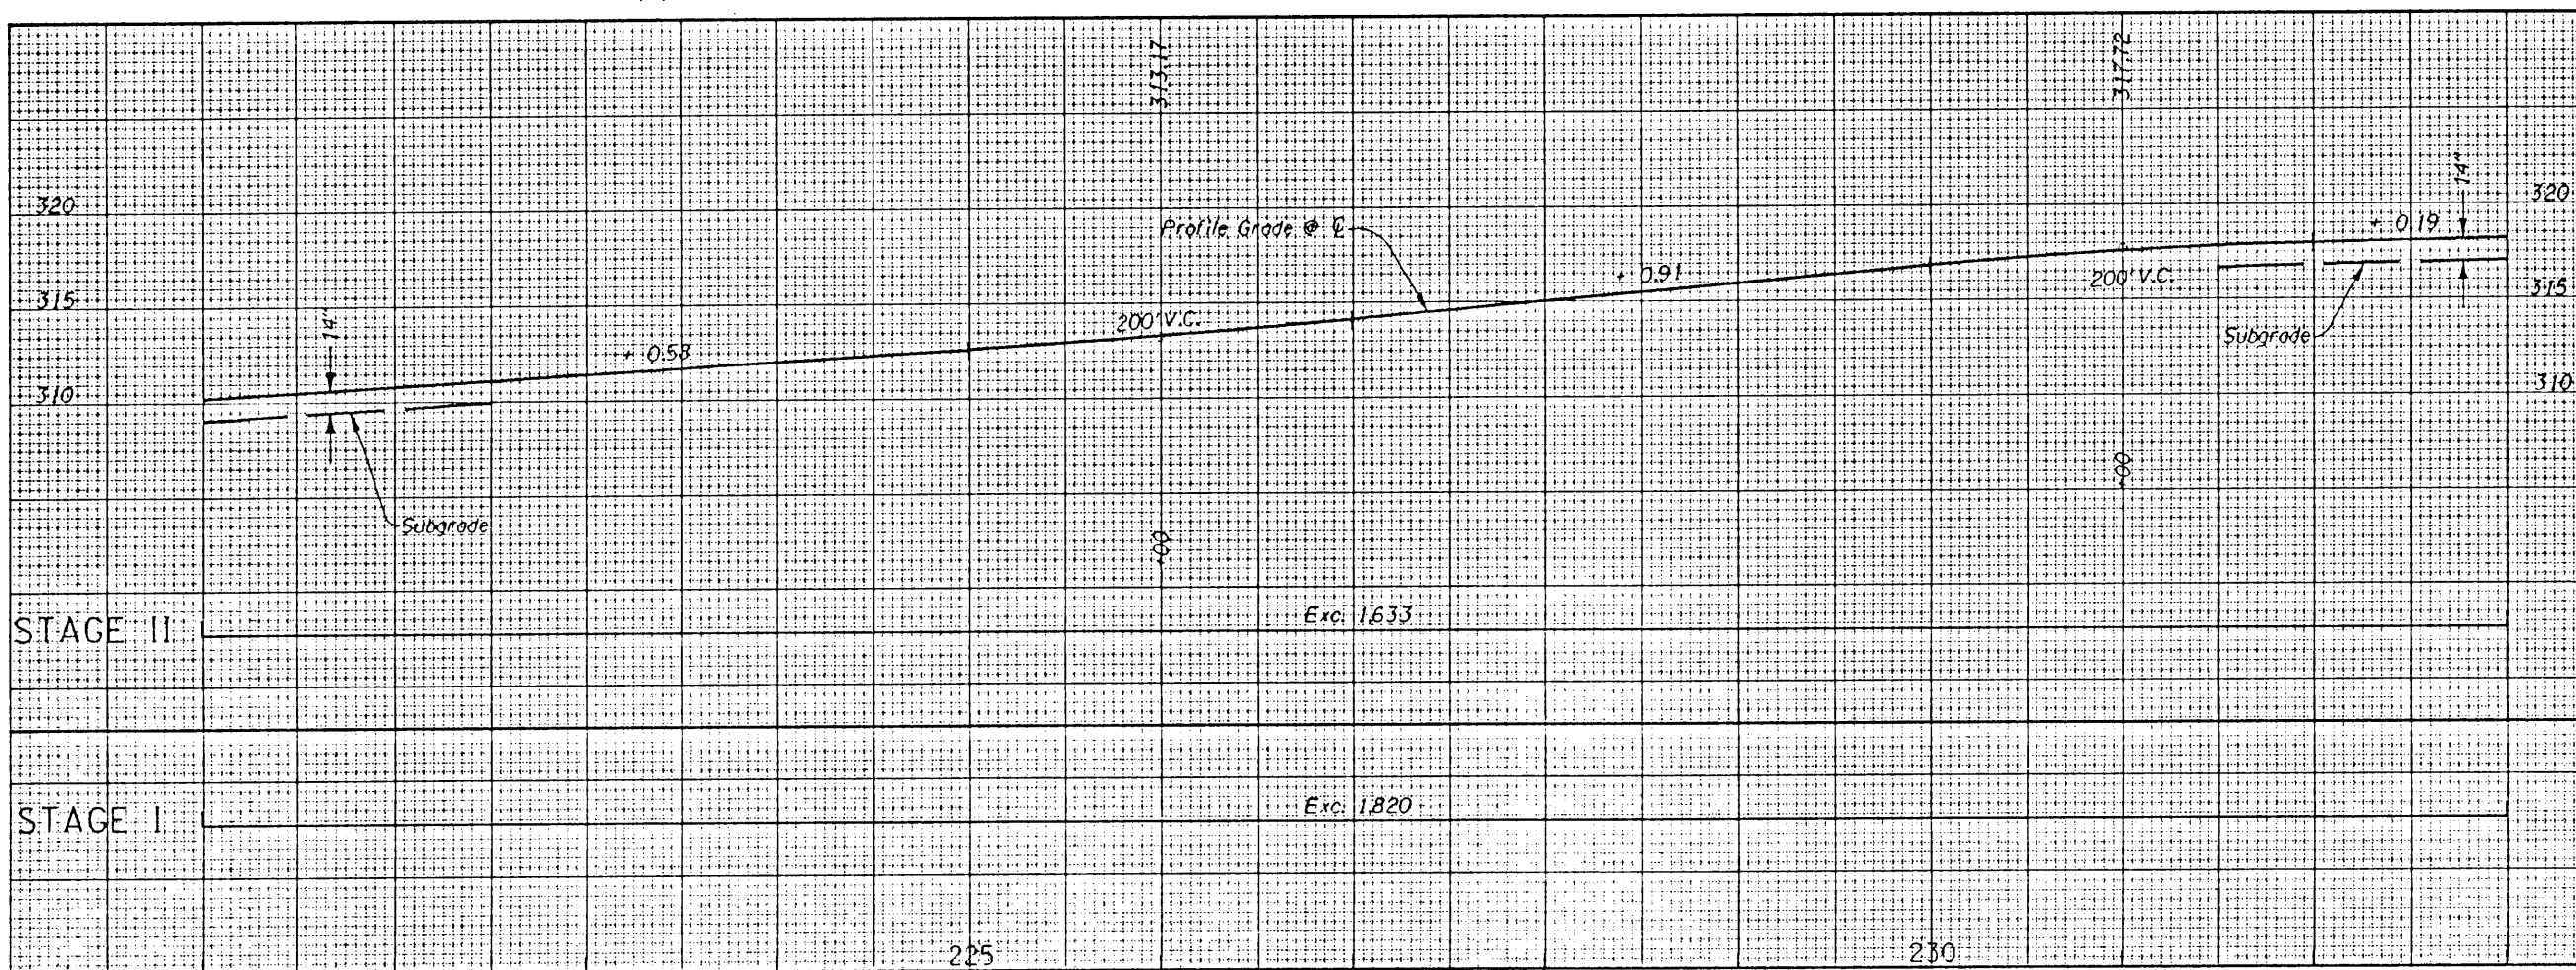 313.17
317.72
14"
320
320
+ 0.19
Profile Grade @ ℄
+ 0.91
200' V.C.
315
315
14"
200' V.C.
Subgrade
+ 0.58
310
310
+00
Subgrade
+00
STAGE II
Exc. 1,633
STAGE I
Exc. 1,820
225
230